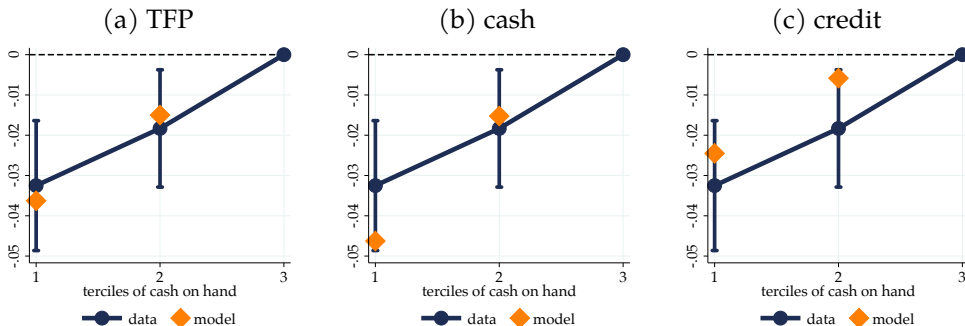 (a) TFP
0
-.01
-.02
-.03
-.04
-.05
1 2 3
terciles of cash on hand
data model
(b) cash
0
-.01
-.02
-.03
-.04
-.05
1 2 3
terciles of cash on hand
data model
(c) credit
0
-.01
-.02
-.03
-.04
-.05
1 2 3
terciles of cash on hand
data model